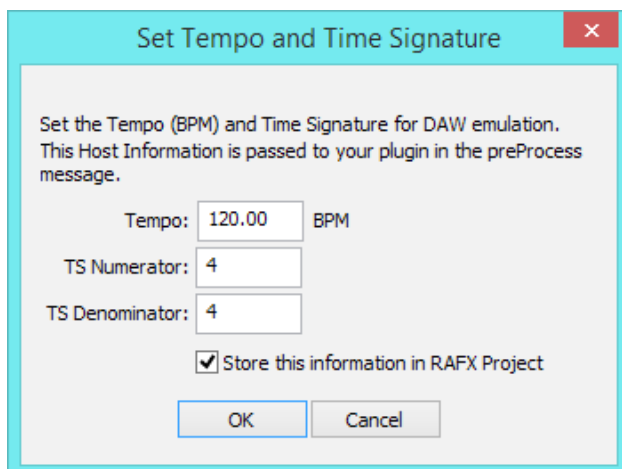 Set Tempo and Time Signature
Set the Tempo (BPM) and Time Signature for DAW emulation.
This Host Information is passed to your plugin in the preProcess
message.
Tempo: 120.00 BPM
TS Numerator: 4
TS Denominator: 4
Store this information in RAFX Project
OK Cancel